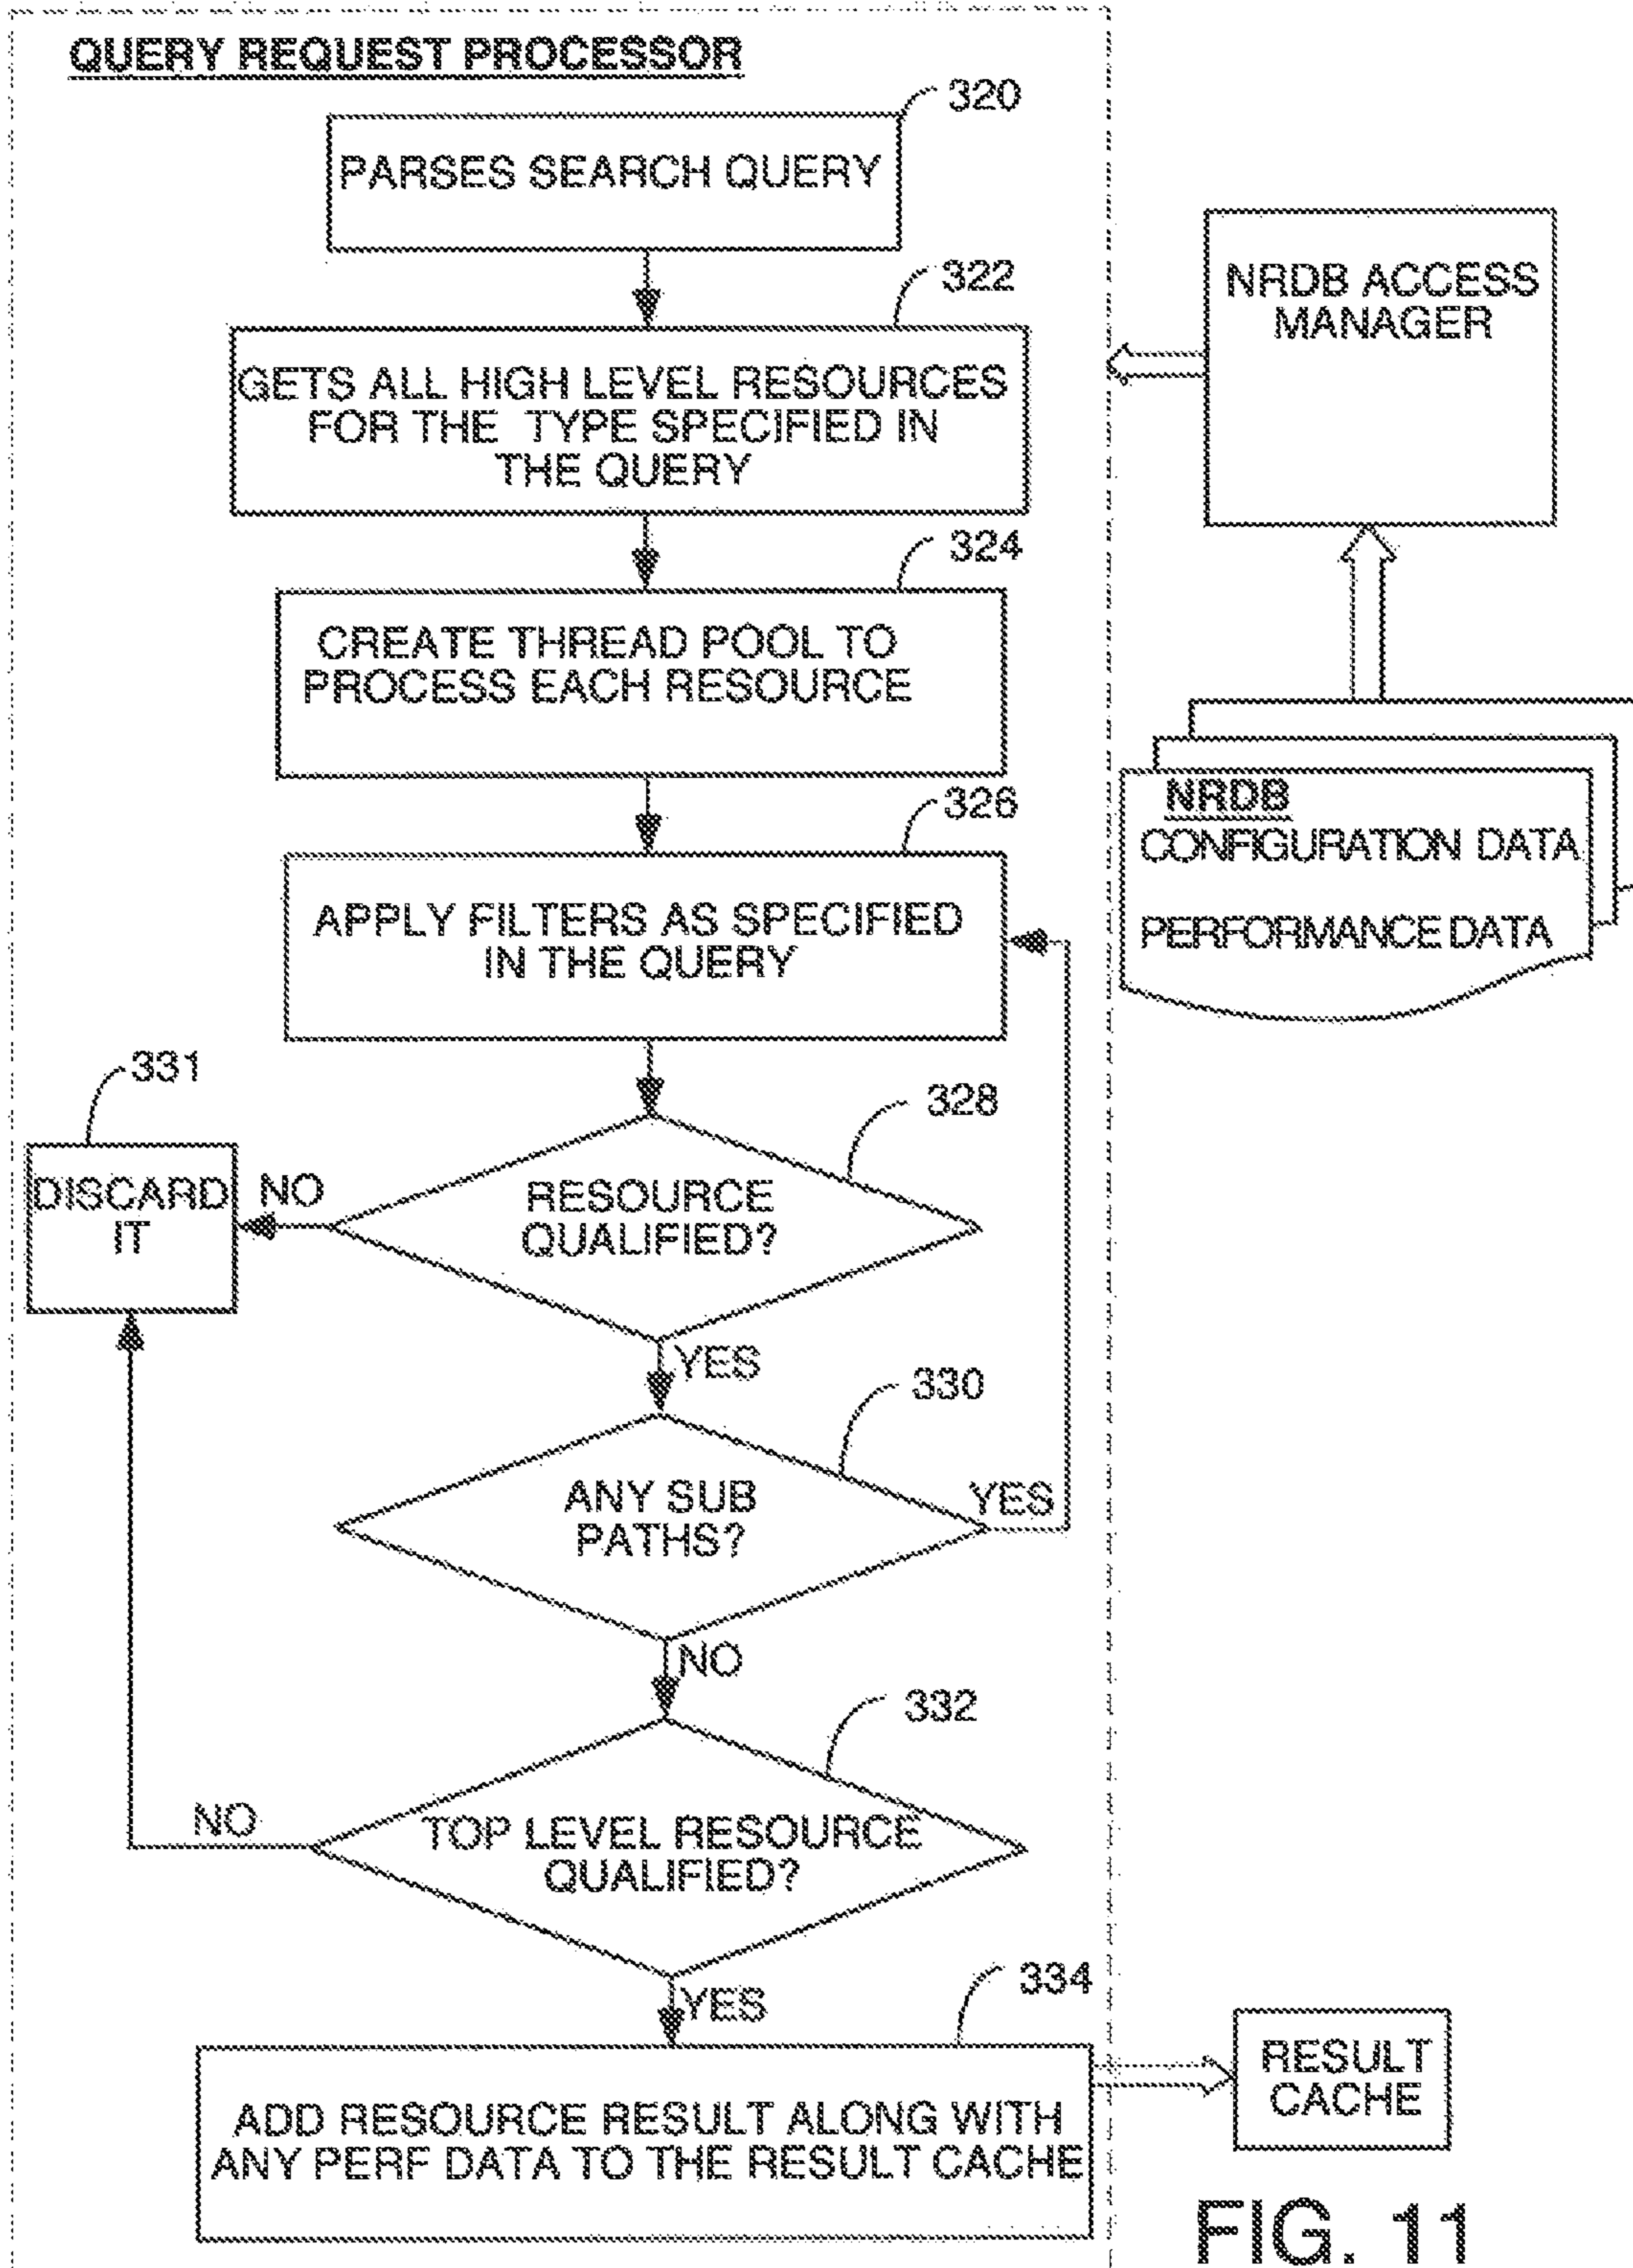 QUERY REQUEST PROCESSOR
320
PARSES SEARCH QUERY
322
GETS ALL HIGH LEVEL RESOURCES
FOR THE TYPE SPECIFIED IN
THE QUERY
NRDB ACCESS
MANAGER
324
CREATE THREAD POOL TO
PROCESS EACH RESOURCE
326
NRDB
CONFIGURATION DATA
PERFORMANCE DATA
APPLY FILTERS AS SPECIFIED
IN THE QUERY
331
328
DISCARD
IT
NO
RESOURCE
QUALIFIED?
YES
330
ANY SUB
PATHS?
YES
NO
332
NO
TOP LEVEL RESOURCE
QUALIFIED?
YES
334
RESULT
CACHE
ADD RESOURCE RESULT ALONG WITH
ANY PERF DATA TO THE RESULT CACHE
FIG. 11